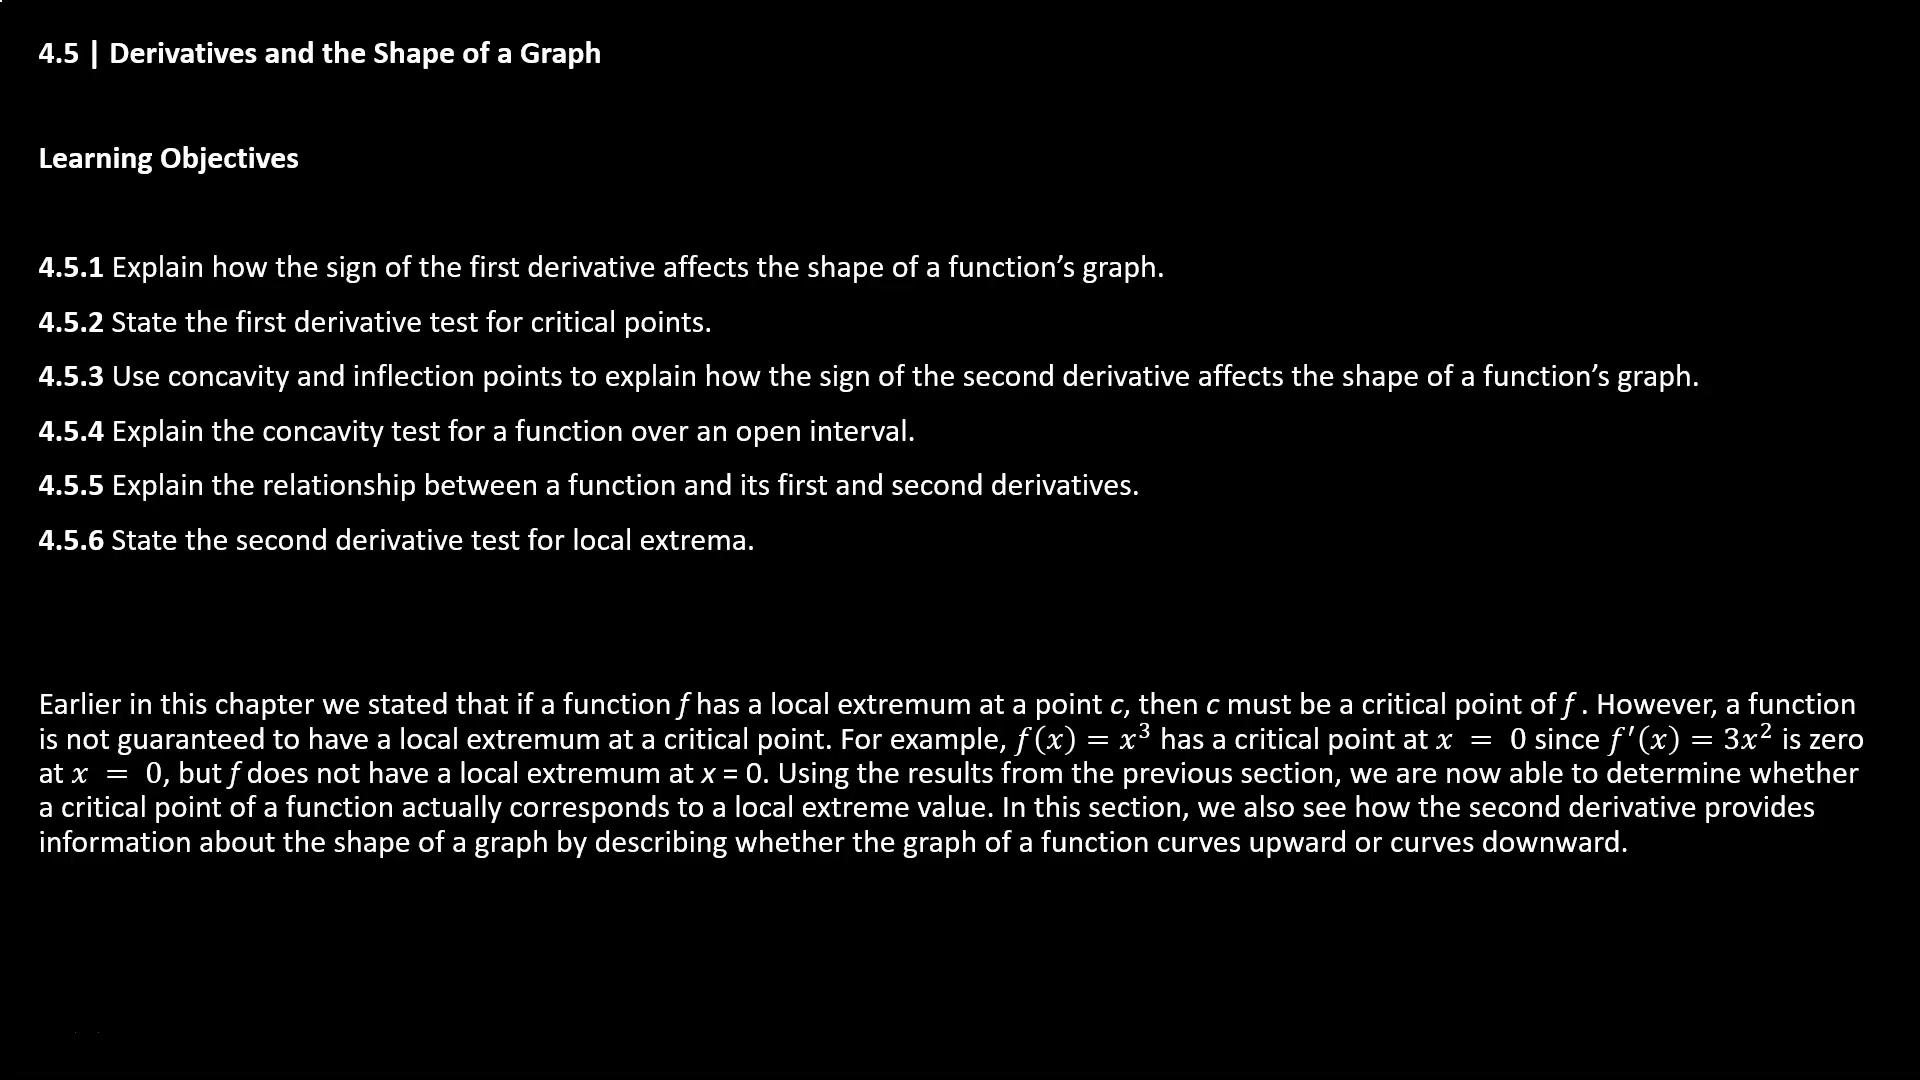 4.5 | Derivatives and the Shape of a Graph
Learning Objectives
4.5.1 Explain how the sign of the first derivative affects the shape of a function’s graph.
4.5.2 State the first derivative test for critical points.
4.5.3 Use concavity and inflection points to explain how the sign of the second derivative affects the shape of a function’s graph.
4.5.4 Explain the concavity test for a function over an open interval.
4.5.5 Explain the relationship between a function and its first and second derivatives.
4.5.6 State the second derivative test for local extrema.
Earlier in this chapter we stated that if a function f has a local extremum at a point c, then c must be a critical point of f . However, a function
is not guaranteed to have a local extremum at a critical point. For example, f(x) = x³ has a critical point at x = 0 since f′(x) = 3x² is zero
at x = 0, but f does not have a local extremum at x = 0. Using the results from the previous section, we are now able to determine whether
a critical point of a function actually corresponds to a local extreme value. In this section, we also see how the second derivative provides
information about the shape of a graph by describing whether the graph of a function curves upward or curves downward.